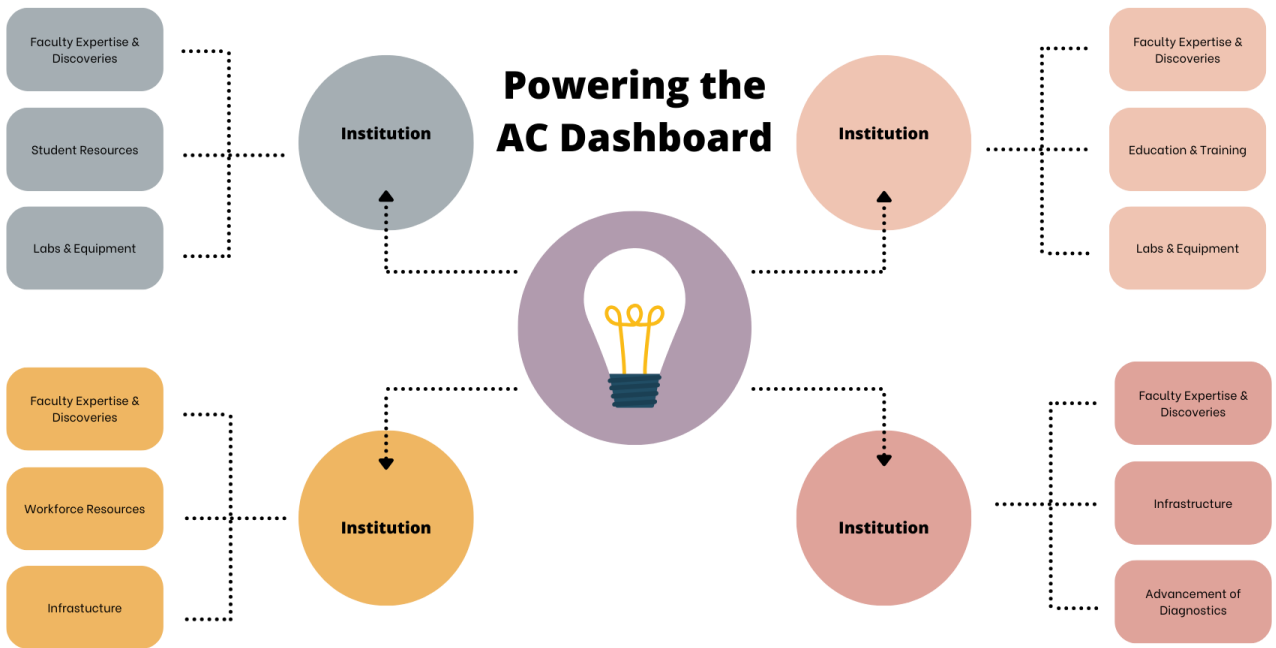 Powering the
AC Dashboard
Faculty Expertise &
Discoveries
Student Resources
Labs & Equipment
Institution
Institution
Faculty Expertise &
Discoveries
Education & Training
Labs & Equipment
Faculty Expertise &
Discoveries
Workforce Resources
Infrastucture
Institution
Institution
Faculty Expertise &
Discoveries
Infrastructure
Advancement of
Diagnostics